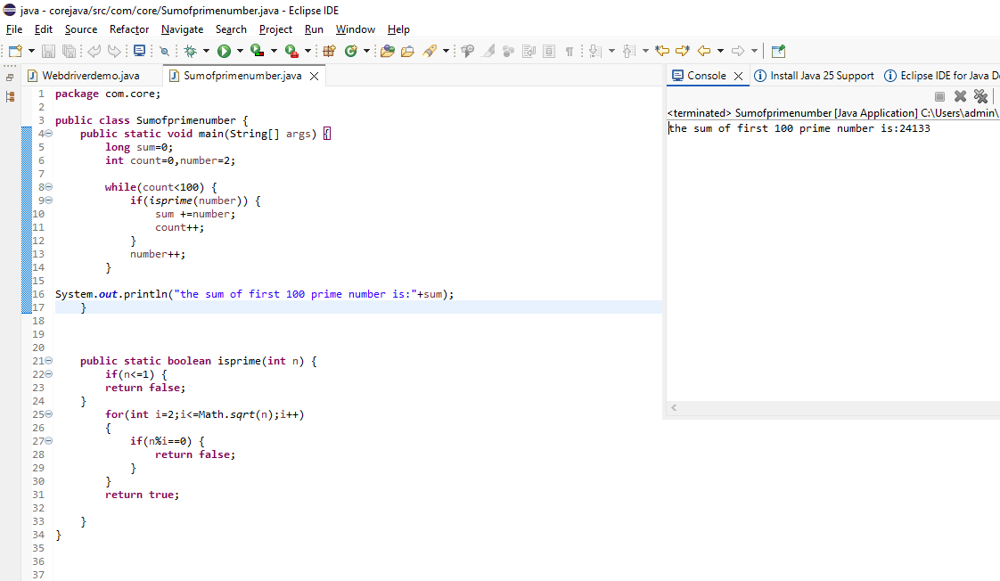 java - corejava/src/com/core/Sumofprimenumber.java - Eclipse IDE
File Edit Source Refactor Navigate Search Project Run Window Help
Webdriverdemo.java Sumofprimenumber.java
1 package com.core;
2
3 public class Sumofprimenumber {
4 public static void main(String[] args) {
5 long sum=0;
6 int count=0,number=2;
7
8 while(count<100) {
9 if(isprime(number)) {
10 sum +=number;
11 count++;
12 }
13 number++;
14 }
15
16 System.out.println("the sum of first 100 prime number is:"+sum);
17 }
18
19
20
21 public static boolean isprime(int n) {
22 if(n<=1) {
23 return false;
24 }
25 for(int i=2;i<=Math.sqrt(n);i++)
26 {
27 if(n%i==0) {
28 return false;
29 }
30 }
31 return true;
32
33 }
34 }
35
36
37
Console Install Java 25 Support Eclipse IDE for Java D
<terminated> Sumofprimenumber [Java Application] C:\Users\admin\
the sum of first 100 prime number is:24133